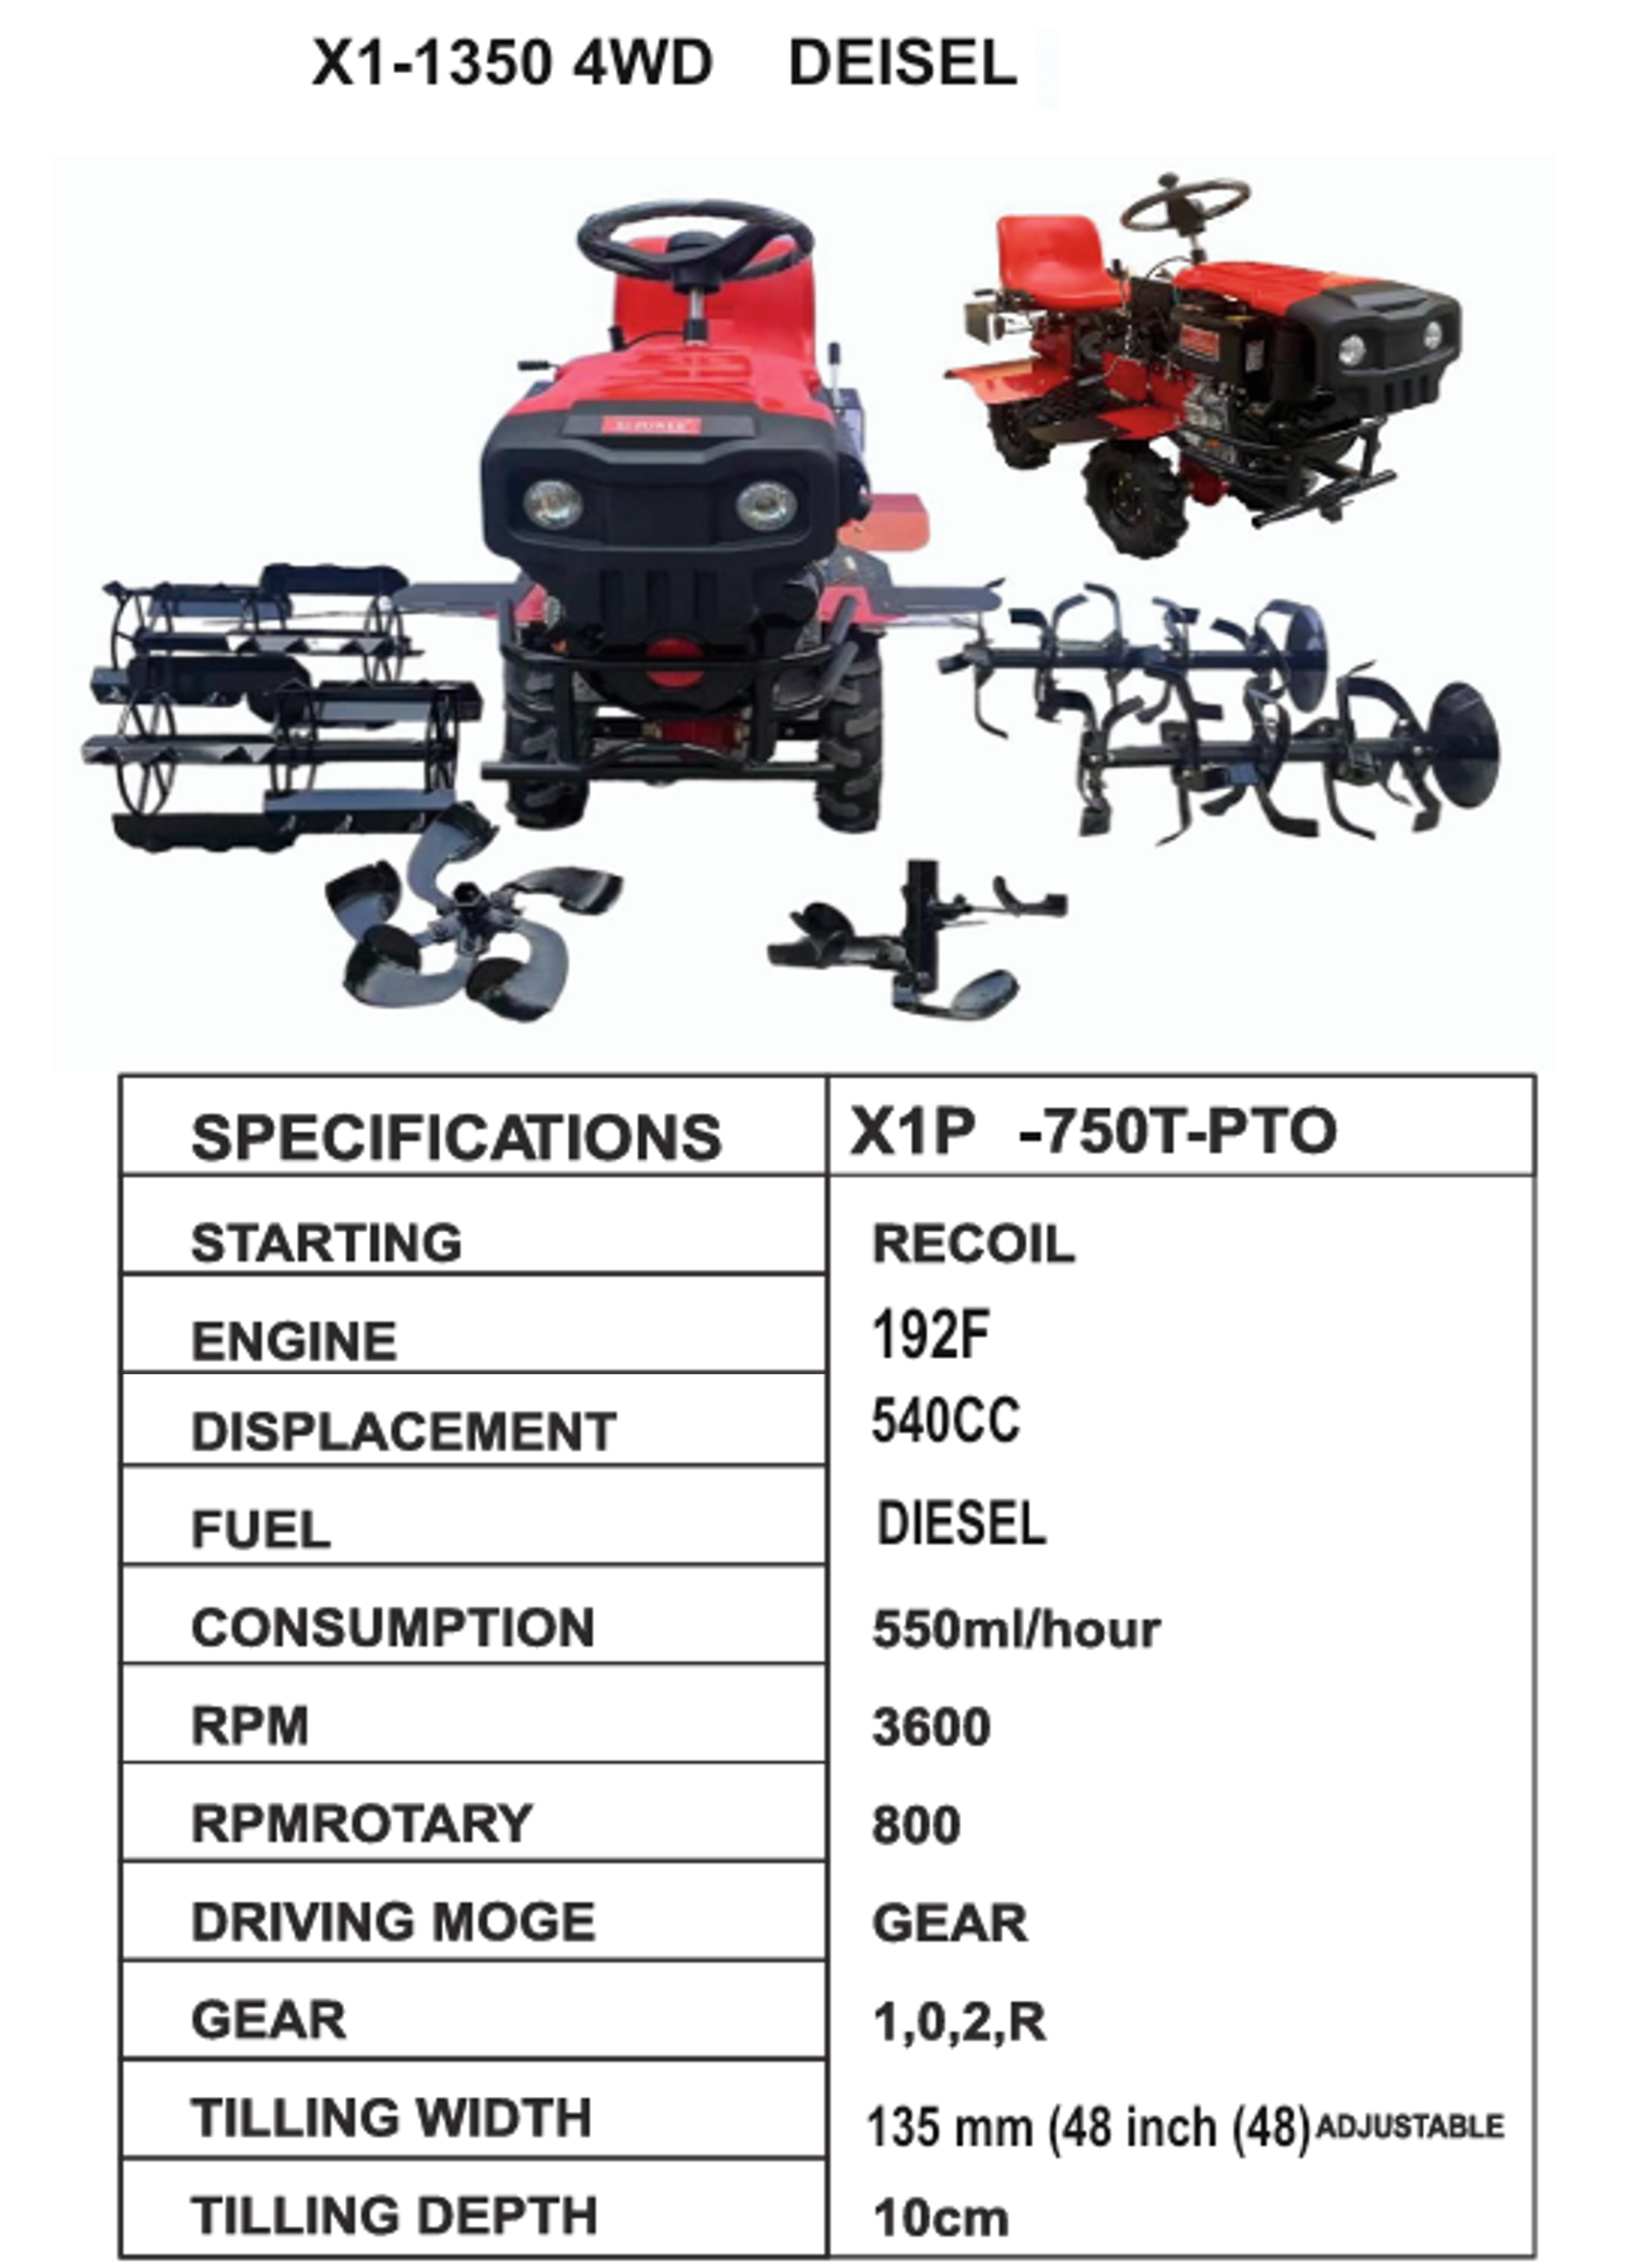 X1-1350 4WD DEISEL
SPECIFICATIONS X1P -750T-PTO
STARTING RECOIL
ENGINE 192F
DISPLACEMENT 540CC
FUEL DIESEL
CONSUMPTION 550ml/hour
RPM 3600
RPMROTARY 800
DRIVING MOGE GEAR
GEAR 1,0,2,R
TILLING WIDTH 135 mm (48 inch (48) ADJUSTABLE
TILLING DEPTH 10cm